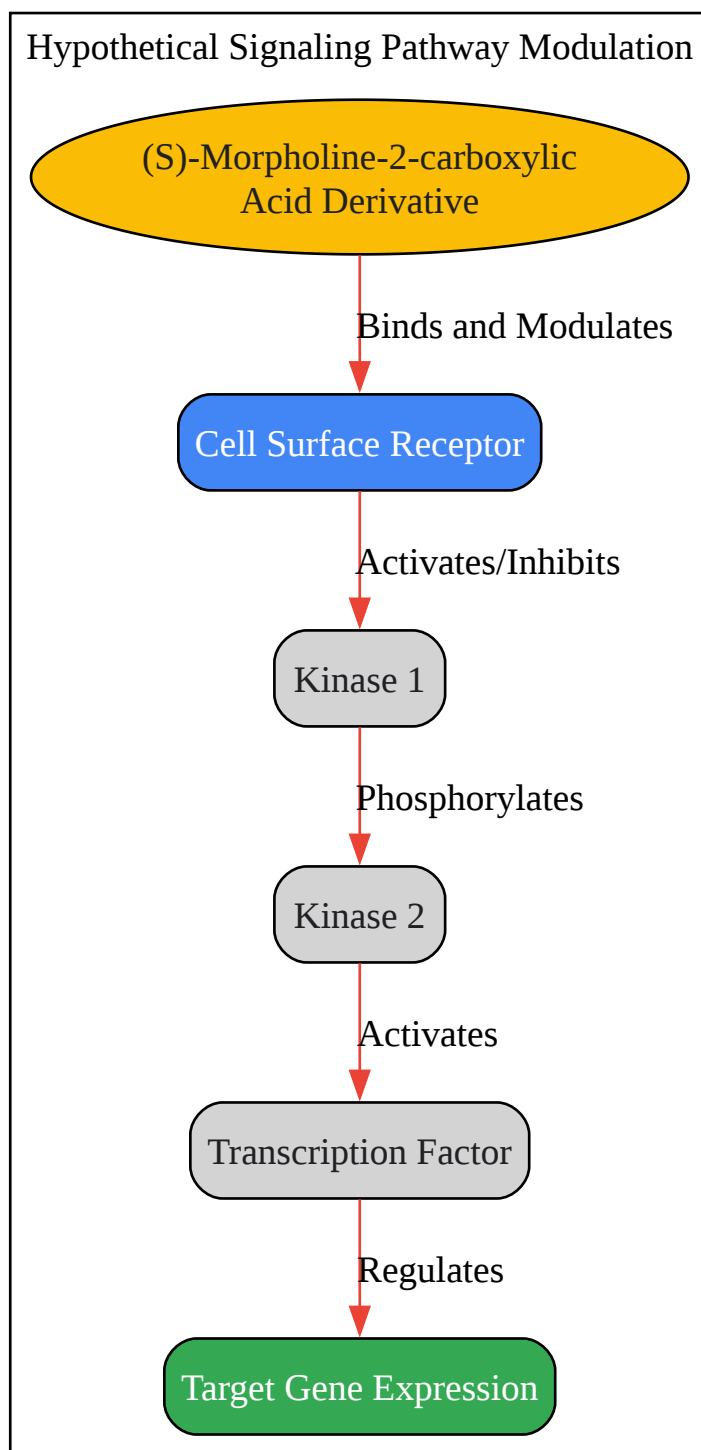 Hypothetical Signaling Pathway Modulation
(S)-Morpholine-2-carboxylic
Acid Derivative
Binds and Modulates
Cell Surface Receptor
Activates/Inhibits
Kinase 1
Phosphorylates
Kinase 2
Activates
Transcription Factor
Regulates
Target Gene Expression